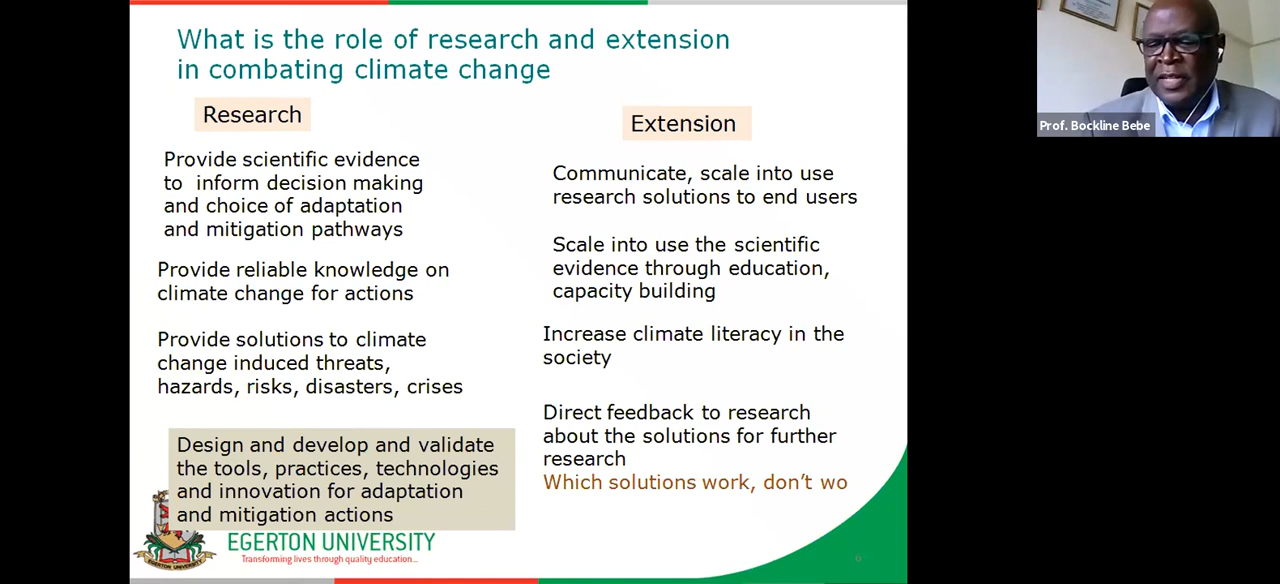 What is the role of research and extension
in combating climate change
Research
Provide scientific evidence
to inform decision making
and choice of adaptation
and mitigation pathways
Provide reliable knowledge on
climate change for actions
Provide solutions to climate
change induced threats,
hazards, risks, disasters, crises
Design and develop and validate
the tools, practices, technologies
and innovation for adaptation
and mitigation actions
Extension
Communicate, scale into use
research solutions to end users
Scale into use the scientific
evidence through education,
capacity building
Increase climate literacy in the
society
Direct feedback to research
about the solutions for further
research
Which solutions work, don't wo
EGERTON UNIVERSITY
Transforming lives through quality education...
EGERTON UNIVERSITY
6
Prof. Bockline Bebe